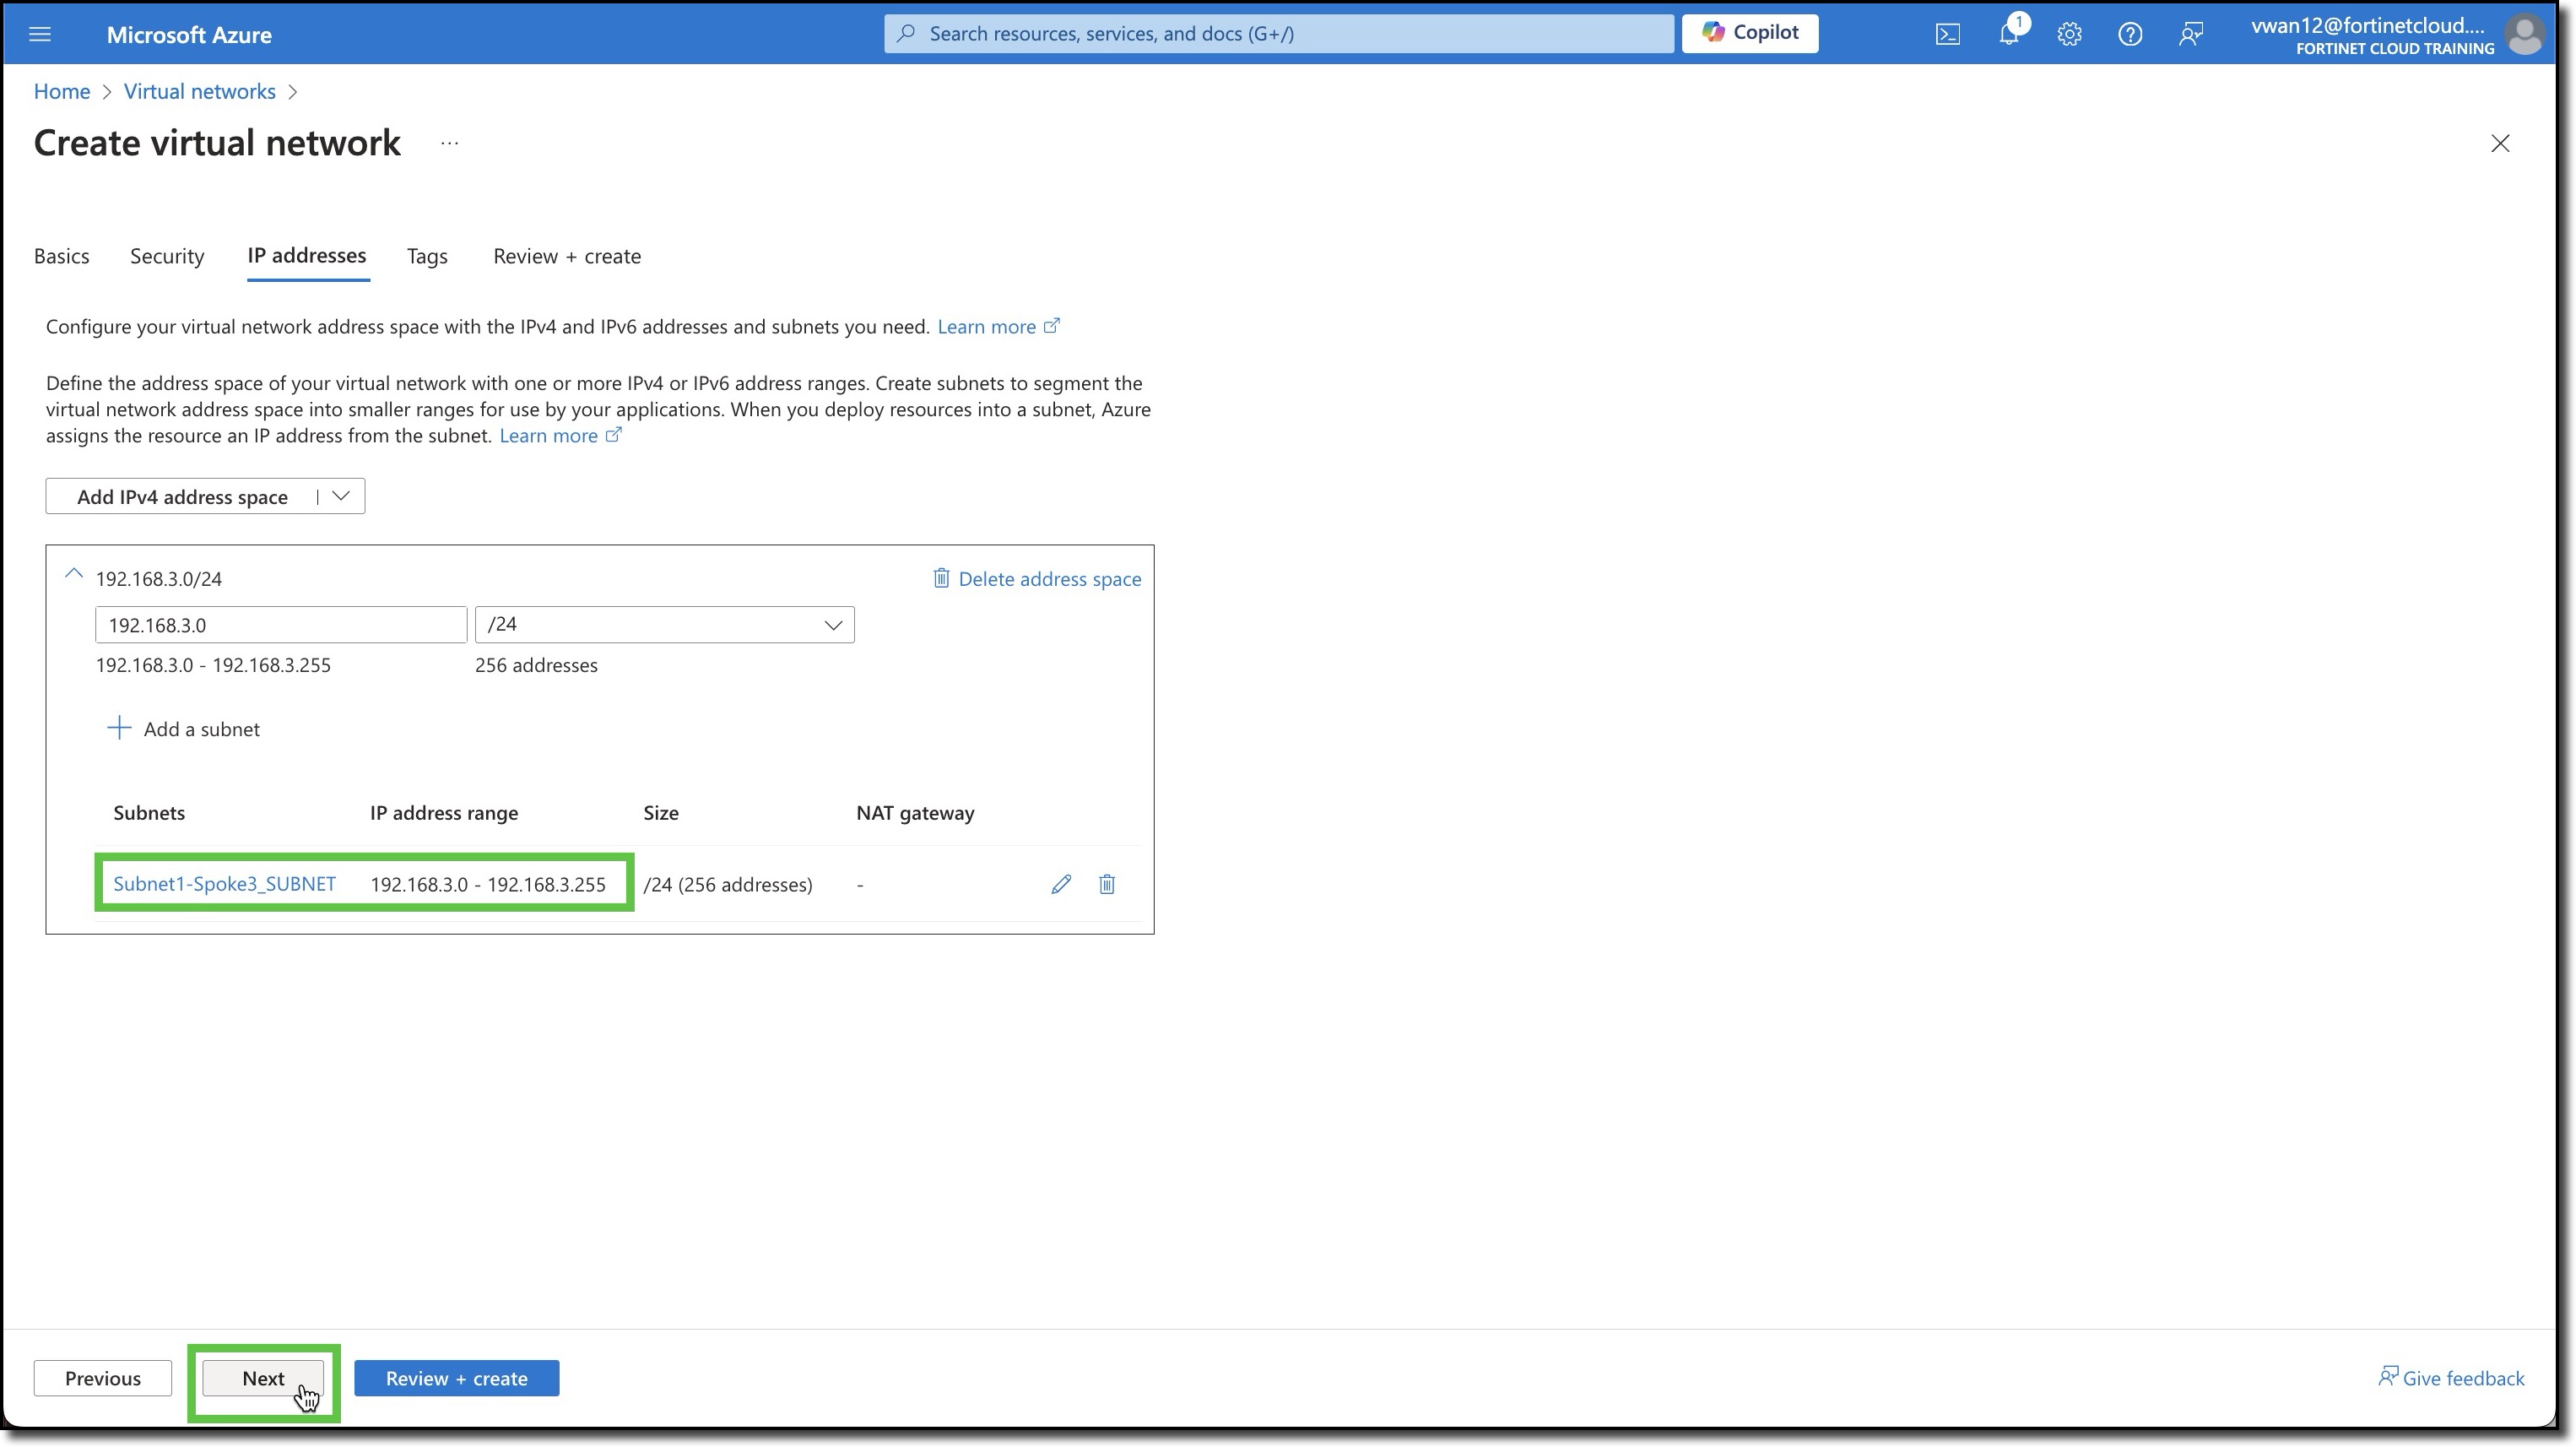 Microsoft Azure
Search resources, services, and docs (G+/)
Copilot
1
vwan12@fortinetcloud....
FORTINET CLOUD TRAINING
Home > Virtual networks >
Create virtual network ...
Basics Security IP addresses Tags Review + create
Configure your virtual network address space with the IPv4 and IPv6 addresses and subnets you need. Learn more
Define the address space of your virtual network with one or more IPv4 or IPv6 address ranges. Create subnets to segment the
virtual network address space into smaller ranges for use by your applications. When you deploy resources into a subnet, Azure
assigns the resource an IP address from the subnet. Learn more
Add IPv4 address space
192.168.3.0/24 Delete address space
192.168.3.0 /24
192.168.3.0 - 192.168.3.255 256 addresses
+ Add a subnet
Subnets IP address range Size NAT gateway
Subnet1-Spoke3_SUBNET 192.168.3.0 - 192.168.3.255 /24 (256 addresses) -
Previous Next Review + create Give feedback